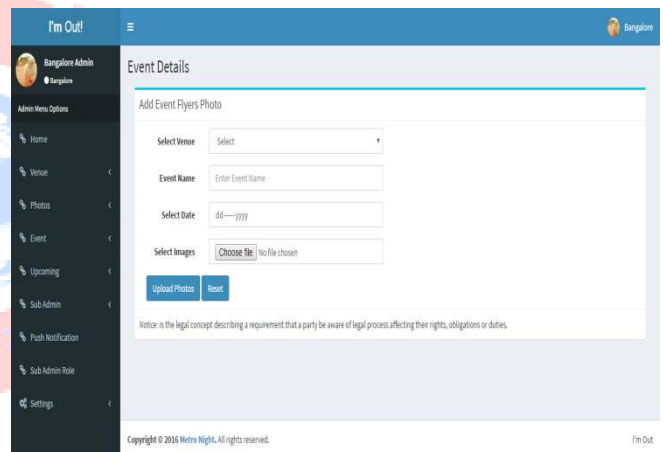 I'm Out!
Bangalore
Bangalore Admin
Bangalore
Admin Menu Options
Home
Venue
Photos
Event
Upcoming
Sub Admin
Push Notification
Sub Admin Role
Settings
Event Details
Add Event Flyers Photo
Select Venue Select
Event Name Enter Event Name
Select Date dd-----yyyy
Select Images Choose file No file chosen
Upload Photos Reset
Notice: is the legal concept describing a requirement that a party be aware of legal process affecting their rights, obligations or duties.
Copyright © 2016 Metro Night. All rights reserved. I'm Out